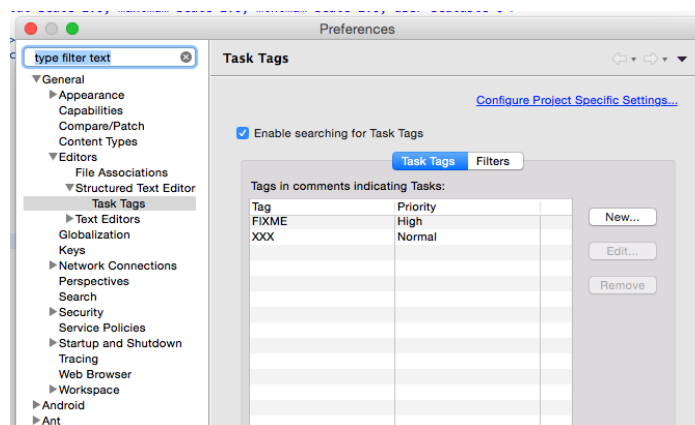 Preferences
type filter text
Task Tags
General
Appearance
Capabilities
Compare/Patch
Content Types
Editors
File Associations
Structured Text Editor
Task Tags
Text Editors
Globalization
Keys
Network Connections
Perspectives
Search
Security
Service Policies
Startup and Shutdown
Tracing
Web Browser
Workspace
Android
Ant
Configure Project Specific Settings...
Enable searching for Task Tags
Task Tags Filters
Tags in comments indicating Tasks:
Tag Priority
FIXME High
XXX Normal
New...
Edit...
Remove